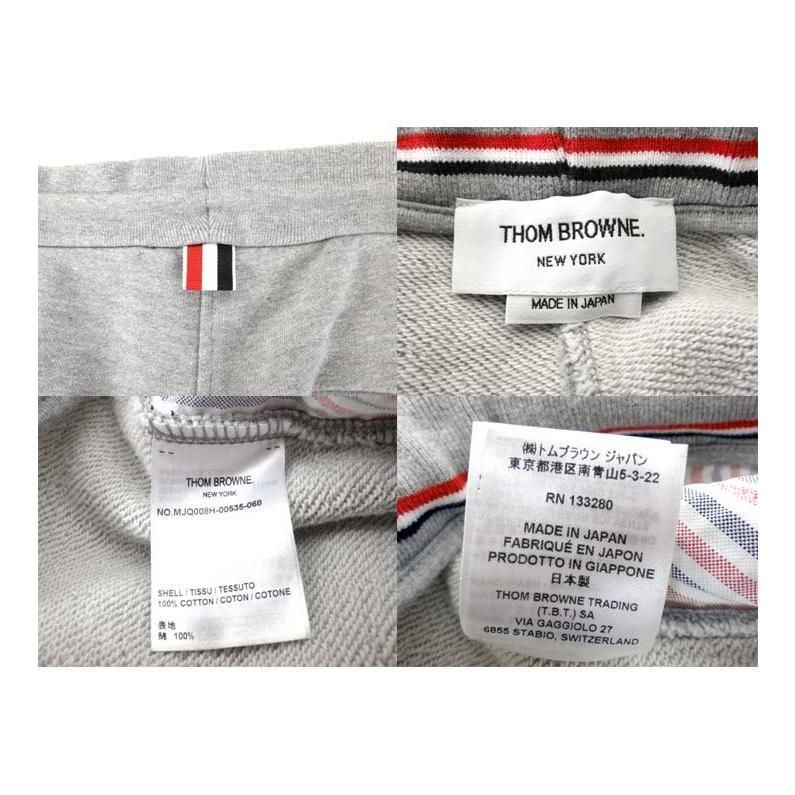 THOM BROWNE.
NEW YORK
MADE IN JAPAN
THOM BROWNE.
NEW YORK
NO.MJQ008H-00535-068
SHELL / TISSU / TESSUTO
100% COTTON / COTON / COTONE
表地
綿 100%
㈱トムブラウン ジャパン
東京都港区南青山5-3-22
RN 133280
MADE IN JAPAN
FABRIQUÉ EN JAPON
PRODOTTO IN GIAPPONE
日本製
THOM BROWNE TRADING
(T.B.T.) SA
VIA GAGGIOLO 27
6855 STABIO, SWITZERLAND